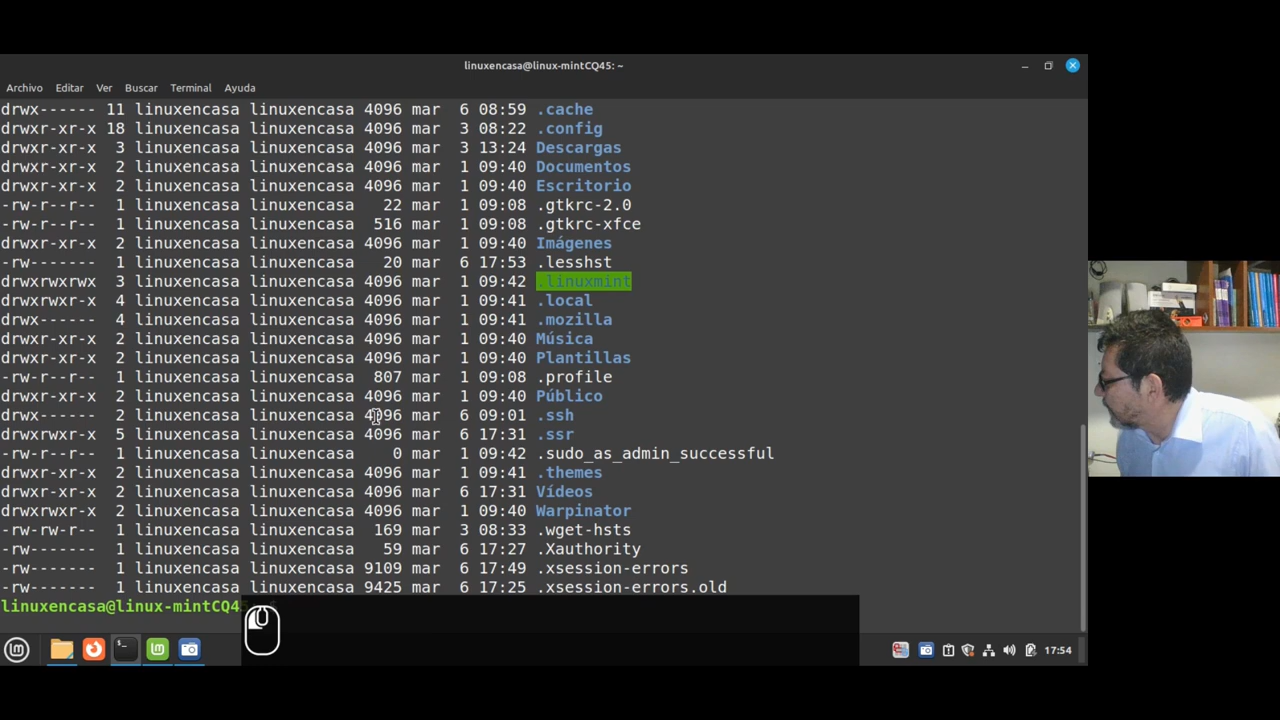 linuxencasa@linux-mintCQ45: ~
Archivo Editar Ver Buscar Terminal Ayuda
drwx------ 11 linuxencasa linuxencasa 4096 mar  6 08:59 .cache
drwxr-xr-x 18 linuxencasa linuxencasa 4096 mar  3 08:22 .config
drwxr-xr-x  3 linuxencasa linuxencasa 4096 mar  3 13:24 Descargas
drwxr-xr-x  2 linuxencasa linuxencasa 4096 mar  1 09:40 Documentos
drwxr-xr-x  2 linuxencasa linuxencasa 4096 mar  1 09:40 Escritorio
-rw-r--r--  1 linuxencasa linuxencasa   22 mar  1 09:08 .gtkrc-2.0
-rw-r--r--  1 linuxencasa linuxencasa  516 mar  1 09:08 .gtkrc-xfce
drwxr-xr-x  2 linuxencasa linuxencasa 4096 mar  1 09:40 Imágenes
-rw-------  1 linuxencasa linuxencasa   20 mar  6 17:53 .lesshst
drwxrwxrwx  3 linuxencasa linuxencasa 4096 mar  1 09:42 .linuxmint
drwxrwxr-x  4 linuxencasa linuxencasa 4096 mar  1 09:41 .local
drwx------  4 linuxencasa linuxencasa 4096 mar  1 09:41 .mozilla
drwxr-xr-x  2 linuxencasa linuxencasa 4096 mar  1 09:40 Música
drwxr-xr-x  2 linuxencasa linuxencasa 4096 mar  1 09:40 Plantillas
-rw-r--r--  1 linuxencasa linuxencasa  807 mar  1 09:08 .profile
drwxr-xr-x  2 linuxencasa linuxencasa 4096 mar  1 09:40 Público
drwx------  2 linuxencasa linuxencasa 4096 mar  6 09:01 .ssh
drwxrwxr-x  5 linuxencasa linuxencasa 4096 mar  6 17:31 .ssr
-rw-r--r--  1 linuxencasa linuxencasa    0 mar  1 09:42 .sudo_as_admin_successful
drwxr-xr-x  2 linuxencasa linuxencasa 4096 mar  1 09:41 .themes
drwxr-xr-x  2 linuxencasa linuxencasa 4096 mar  6 17:31 Vídeos
drwxrwxr-x  2 linuxencasa linuxencasa 4096 mar  1 09:40 Warpinator
-rw-rw-r--  1 linuxencasa linuxencasa  169 mar  3 08:33 .wget-hsts
-rw-------  1 linuxencasa linuxencasa   59 mar  6 17:27 .Xauthority
-rw-------  1 linuxencasa linuxencasa 9109 mar  6 17:49 .xsession-errors
-rw-------  1 linuxencasa linuxencasa 9425 mar  6 17:25 .xsession-errors.old
linuxencasa@linux-mintCQ4
17:54